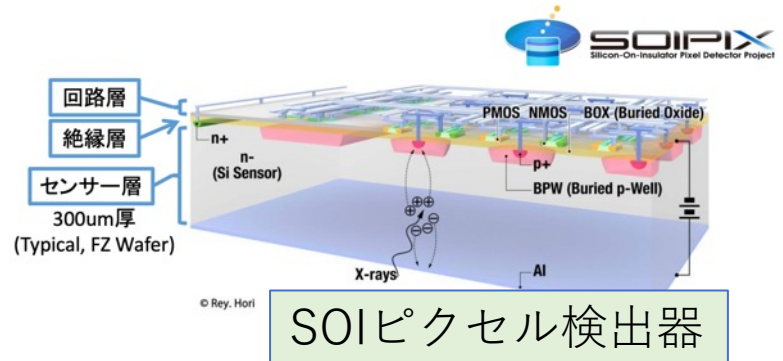 SOIPIX
Silicon-On-Insulator Pixel Detector Project
回路層
絶縁層
センサー層
300um厚
(Typical, FZ Wafer)
n+
n-
(Si Sensor)
PMOS NMOS BOX (Buried Oxide)
p+
BPW (Buried p-Well)
X-rays
Al
© Rey. Hori
SOIピクセル検出器